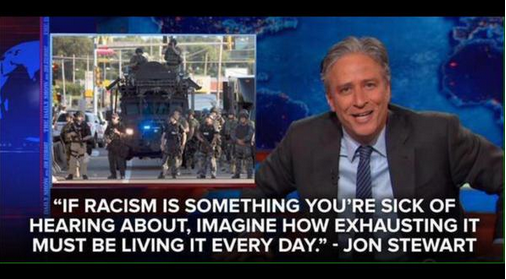 "IF RACISM IS SOMETHING YOU'RE SICK OF
HEARING ABOUT, IMAGINE HOW EXHAUSTING IT
MUST BE LIVING IT EVERY DAY." - JON STEWART